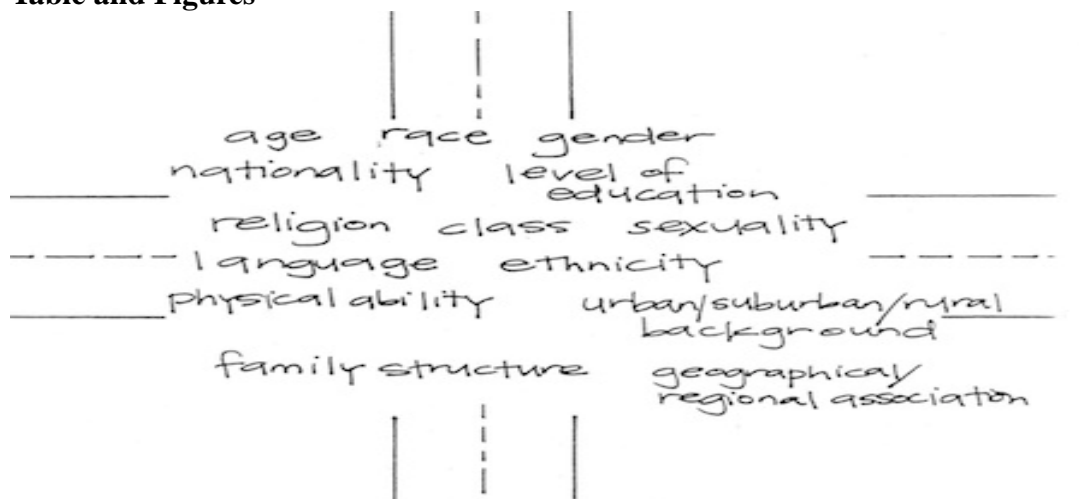 Table and Figures
age race gender
nationality level of
education
religion class sexuality
language ethnicity
physical ability urban/suburban/rural
background
family structure geographical/
regional association